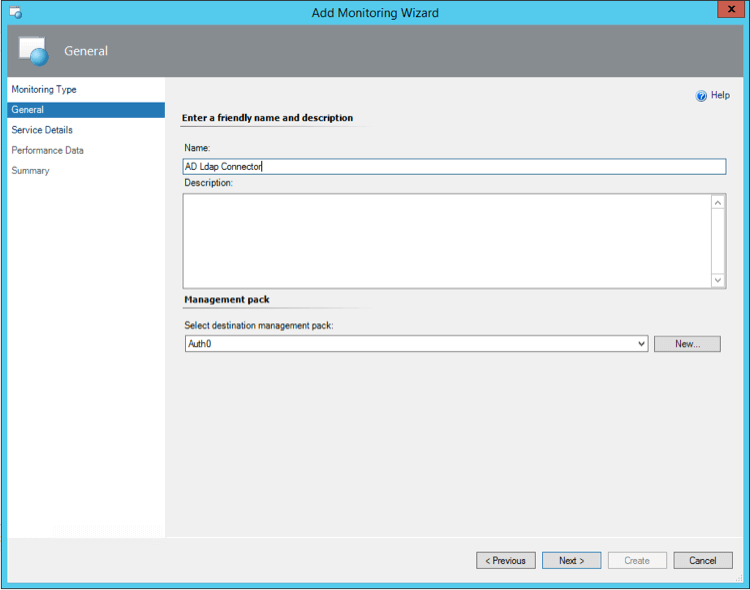 Add Monitoring Wizard
x
General
Monitoring Type
General
Service Details
Performance Data
Summary
Help
Enter a friendly name and description
Name:
AD Ldap Connector
Description:
Management pack
Select destination management pack:
Auth0
New...
< Previous
Next >
Create
Cancel